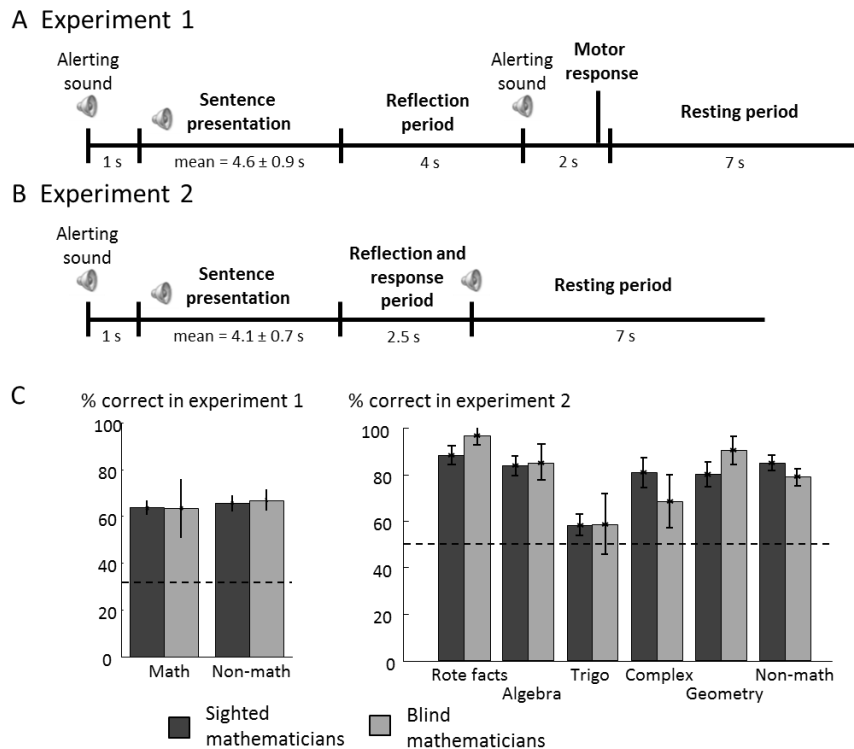 A Experiment 1
Alerting
sound
Sentence
presentation
Reflection
period
Alerting
sound
Motor
response
Resting period
1 s
mean = 4.6 ± 0.9 s
4 s
2 s
7 s
B Experiment 2
Alerting
sound
Sentence
presentation
Reflection and
response
period
Resting period
1 s
mean = 4.1 ± 0.7 s
2.5 s
7 s
C
% correct in experiment 1
100
80
60
40
20
0
Math
Non-math
% correct in experiment 2
100
80
60
40
20
0
Rote facts
Algebra
Trigo
Complex
Geometry
Non-math
Sighted
mathematicians
Blind
mathematicians